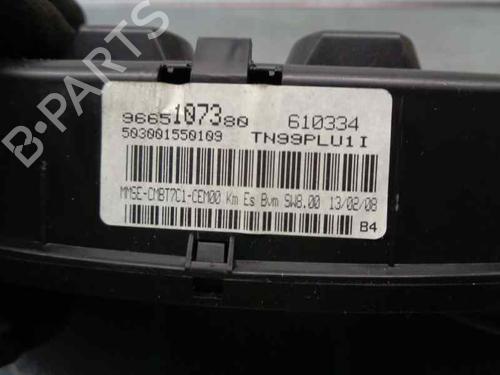 9665107380 610334
503001550109 TN99PLU1I
MMSE-CMBT7C1-CEM00 Km Es Bvm SW8.00 13/02/08
B4
B-PARTS